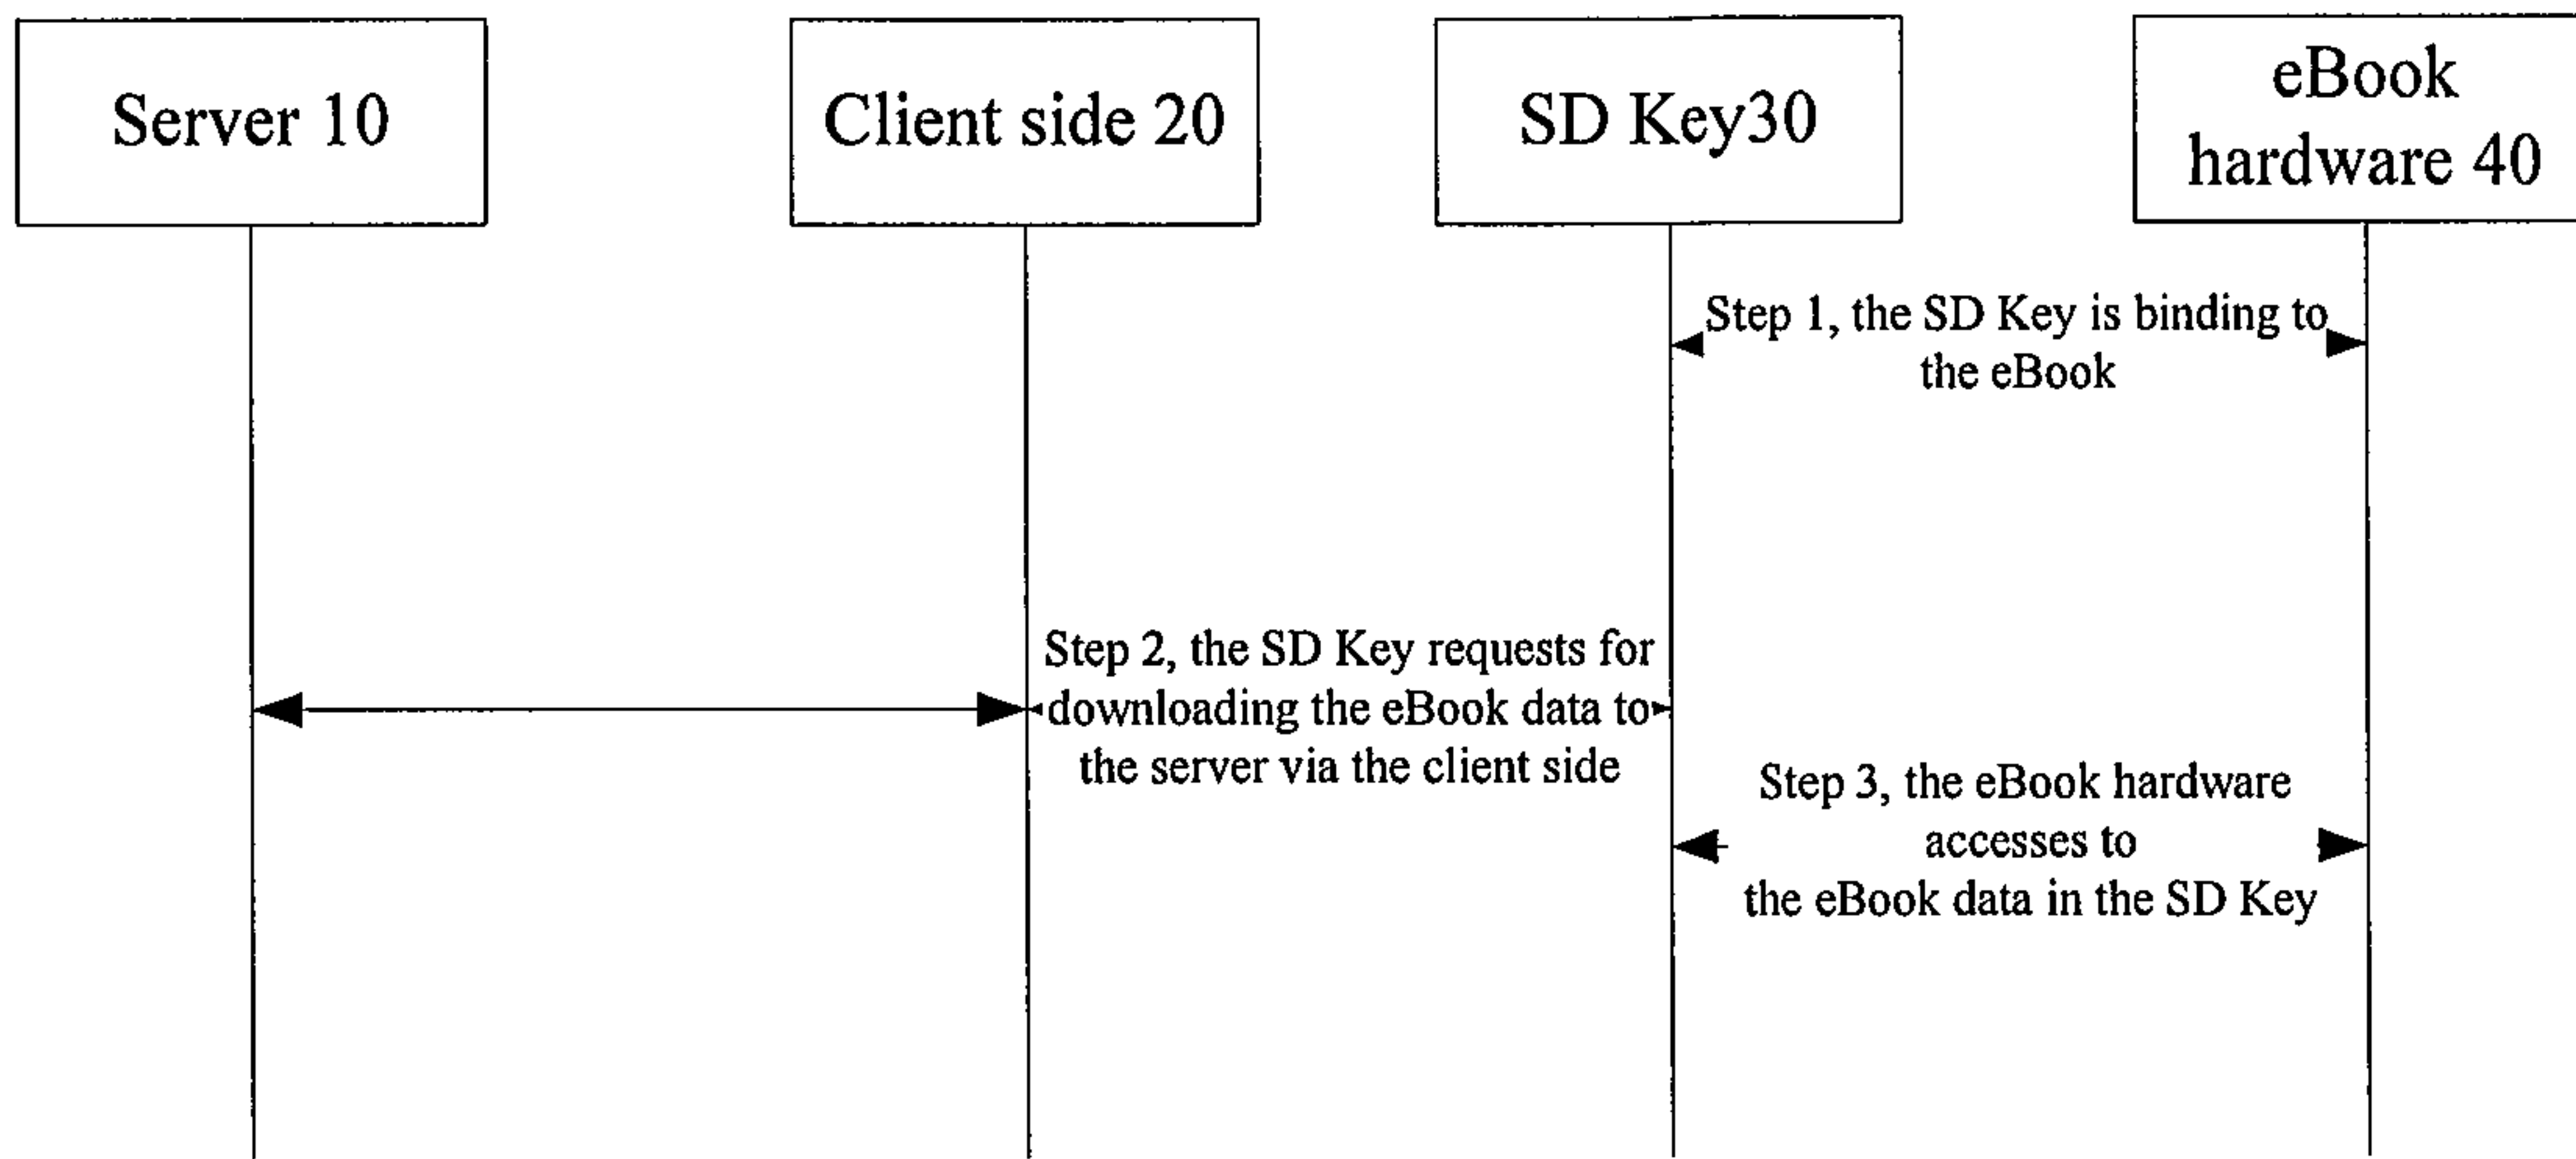 Server 10
Client side 20
SD Key30
eBook
hardware 40
Step 1, the SD Key is binding to
the eBook
Step 2, the SD Key requests for
downloading the eBook data to
the server via the client side
Step 3, the eBook hardware
accesses to
the eBook data in the SD Key